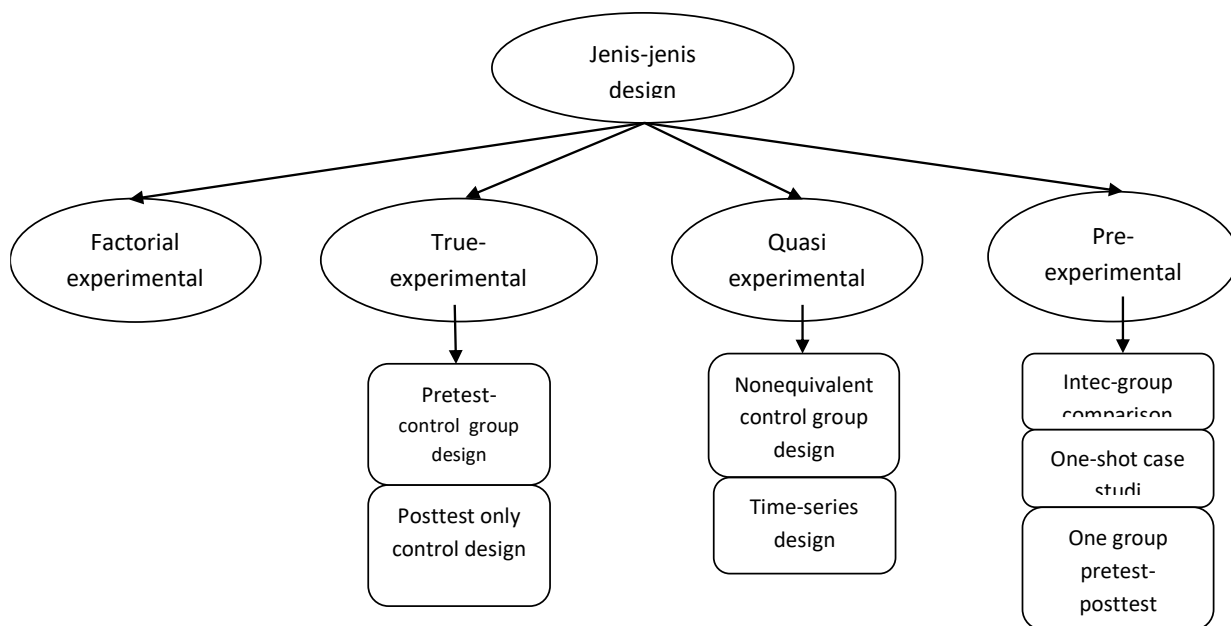 Jenis-jenis
design
Factorial
experimental
True-
experimental
Quasi
experimental
Pre-
experimental
Pretest-
control group
design
Posttest only
control design
Nonequivalent
control group
design
Time-series
design
Intec-group
comparison
One-shot case
studi
One group
pretest-
posttest